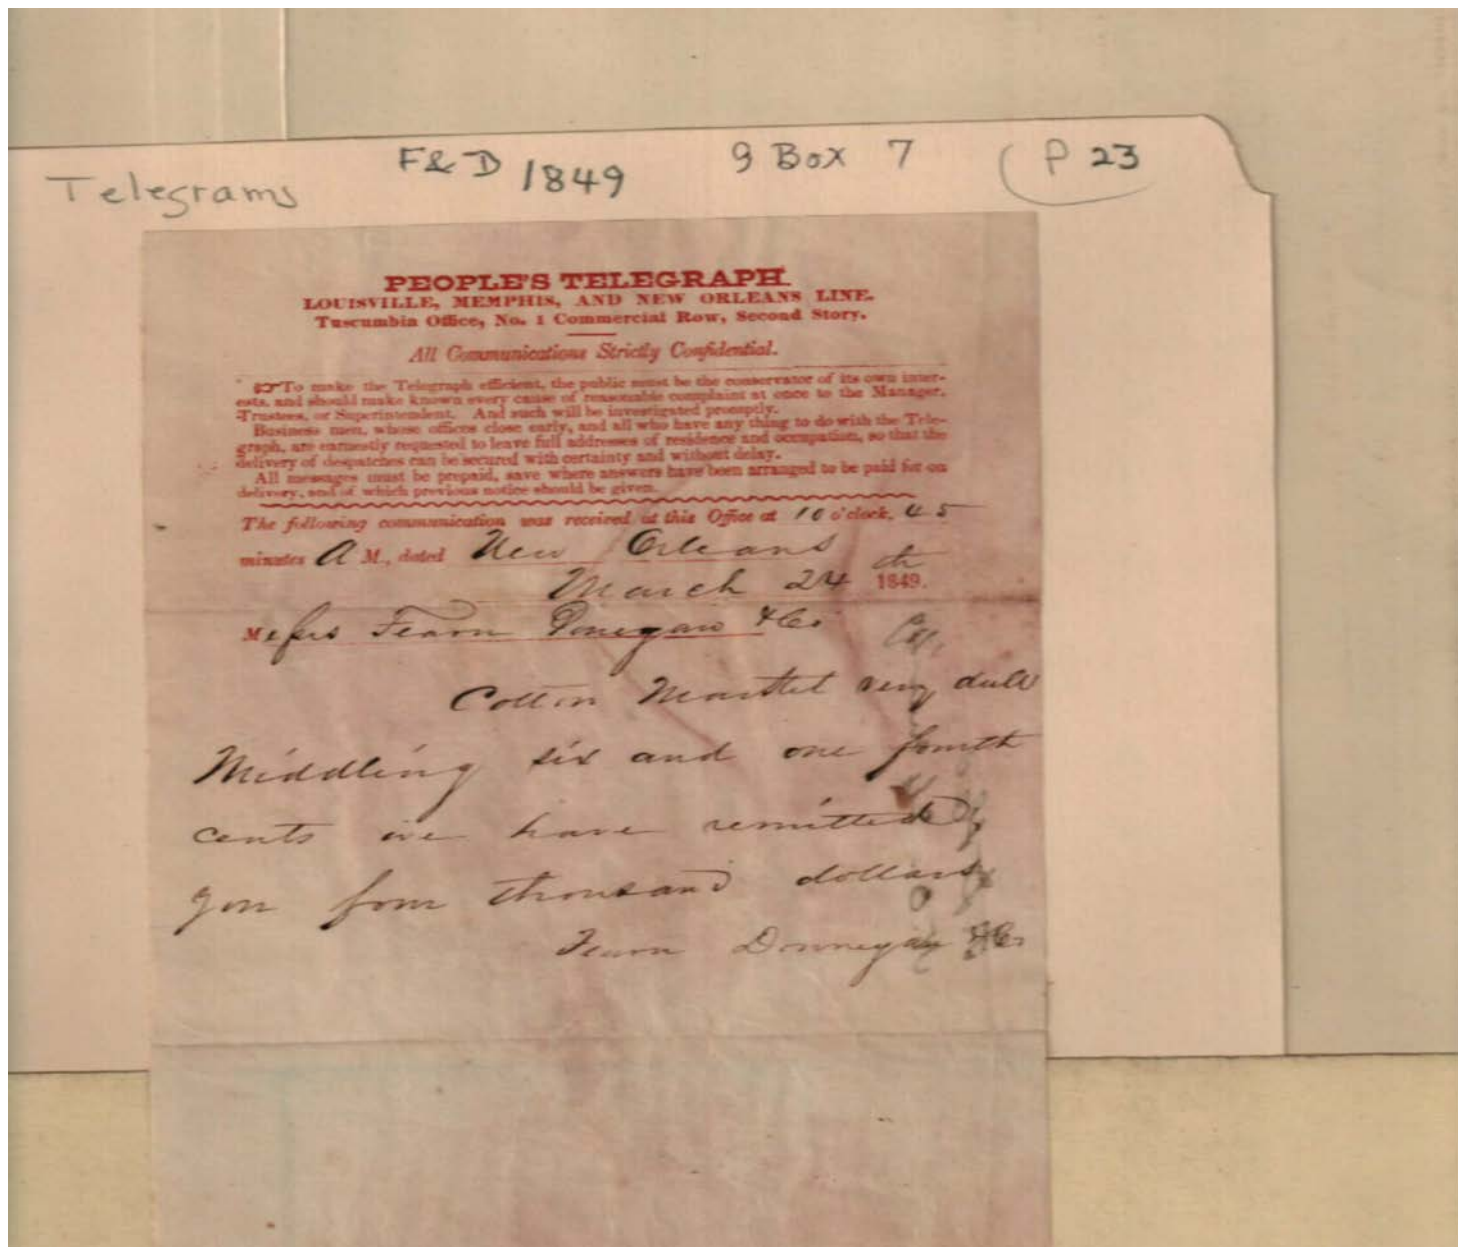 Telegrams F&D 1849 9 Box 7 P 23
PEOPLE'S TELEGRAPH.
LOUISVILLE, MEMPHIS, AND NEW ORLEANS LINE.
Tuscumbia Office, No. 1 Commercial Row, Second Story.
All Communications Strictly Confidential.
☞To make the Telegraph efficient, the public must be the conservator of its own inter-
ests, and should make known every cause of reasonable complaint at once to the Manager,
Trustees, or Superintendent. And such will be investigated promptly.
Business men, whose offices close early, and all who have any thing to do with the Tele-
graph, are earnestly requested to leave full addresses of residence and occupation, so that the
delivery of despatches can be secured with certainty and without delay.
All messages must be prepaid, save where answers have been arranged to be paid for on
delivery, and of which previous notice should be given.
The following communication was received at this Office at 10 o'clock, 45
minutes A M., dated New Orleans
March 24th 1849.
Messrs Fearn Donegan & Co
Cotton Market very dull
Middling six and one fourth
cents we have remitted
you four thousand dollars
Fearn Donnegan & Co